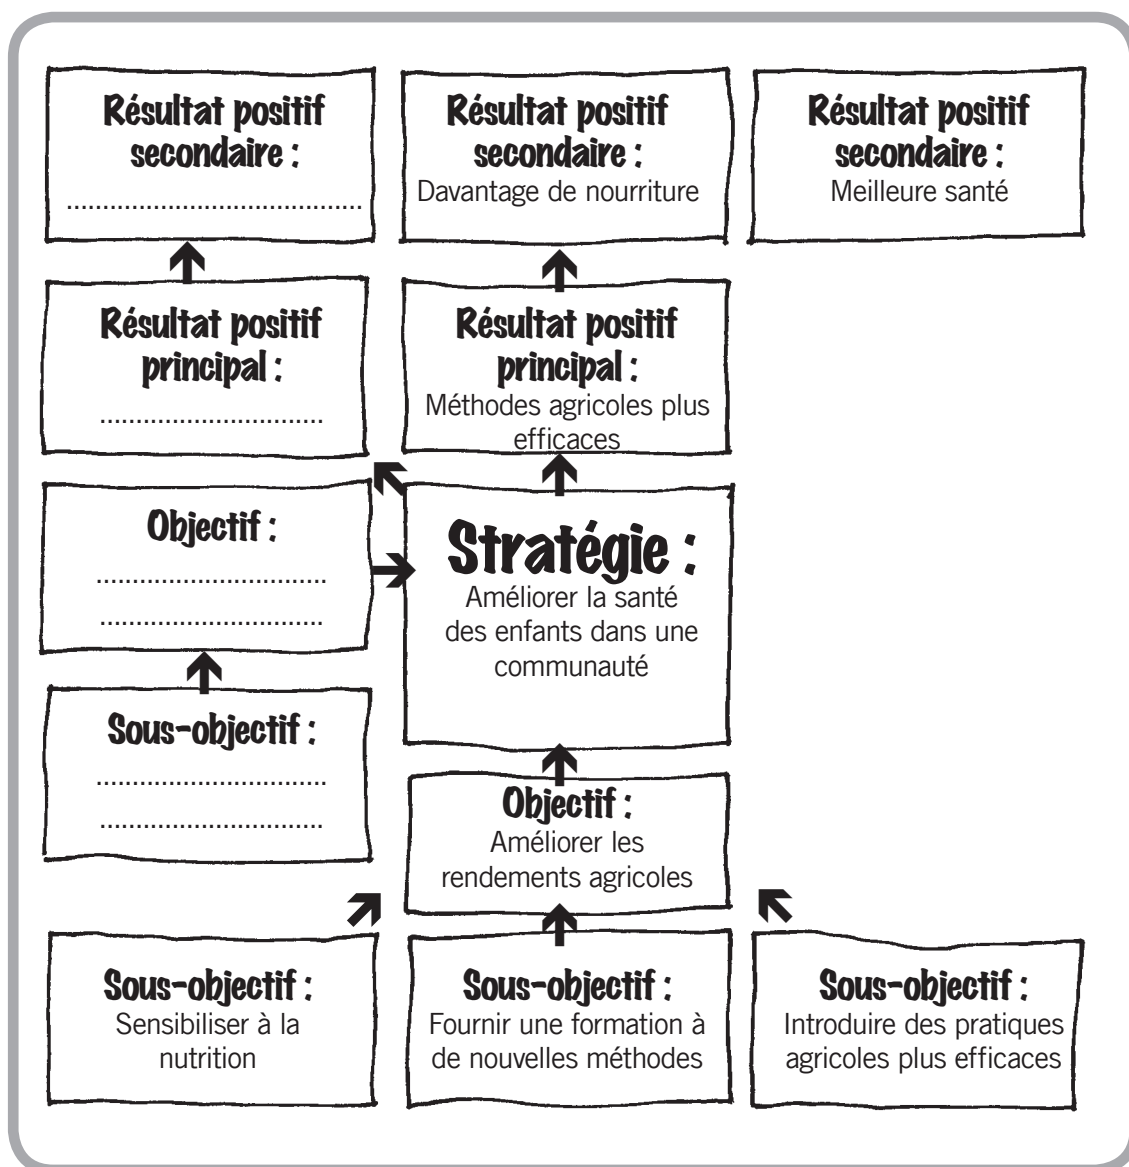 Résultat positif
secondaire :
.........................................
Résultat positif
secondaire :
Davantage de nourriture
Résultat positif
secondaire :
Meilleure santé
Résultat positif
principal :
...............................
Résultat positif
principal :
Méthodes agricoles plus
efficaces
Objectif :
................................
...............................
Stratégie :
Améliorer la santé
des enfants dans une
communauté
Sous-objectif :
................................
...............................
Objectif :
Améliorer les
rendements agricoles
Sous-objectif :
Sensibiliser à la
nutrition
Sous-objectif :
Fournir une formation à
de nouvelles méthodes
Sous-objectif :
Introduire des pratiques
agricoles plus efficaces